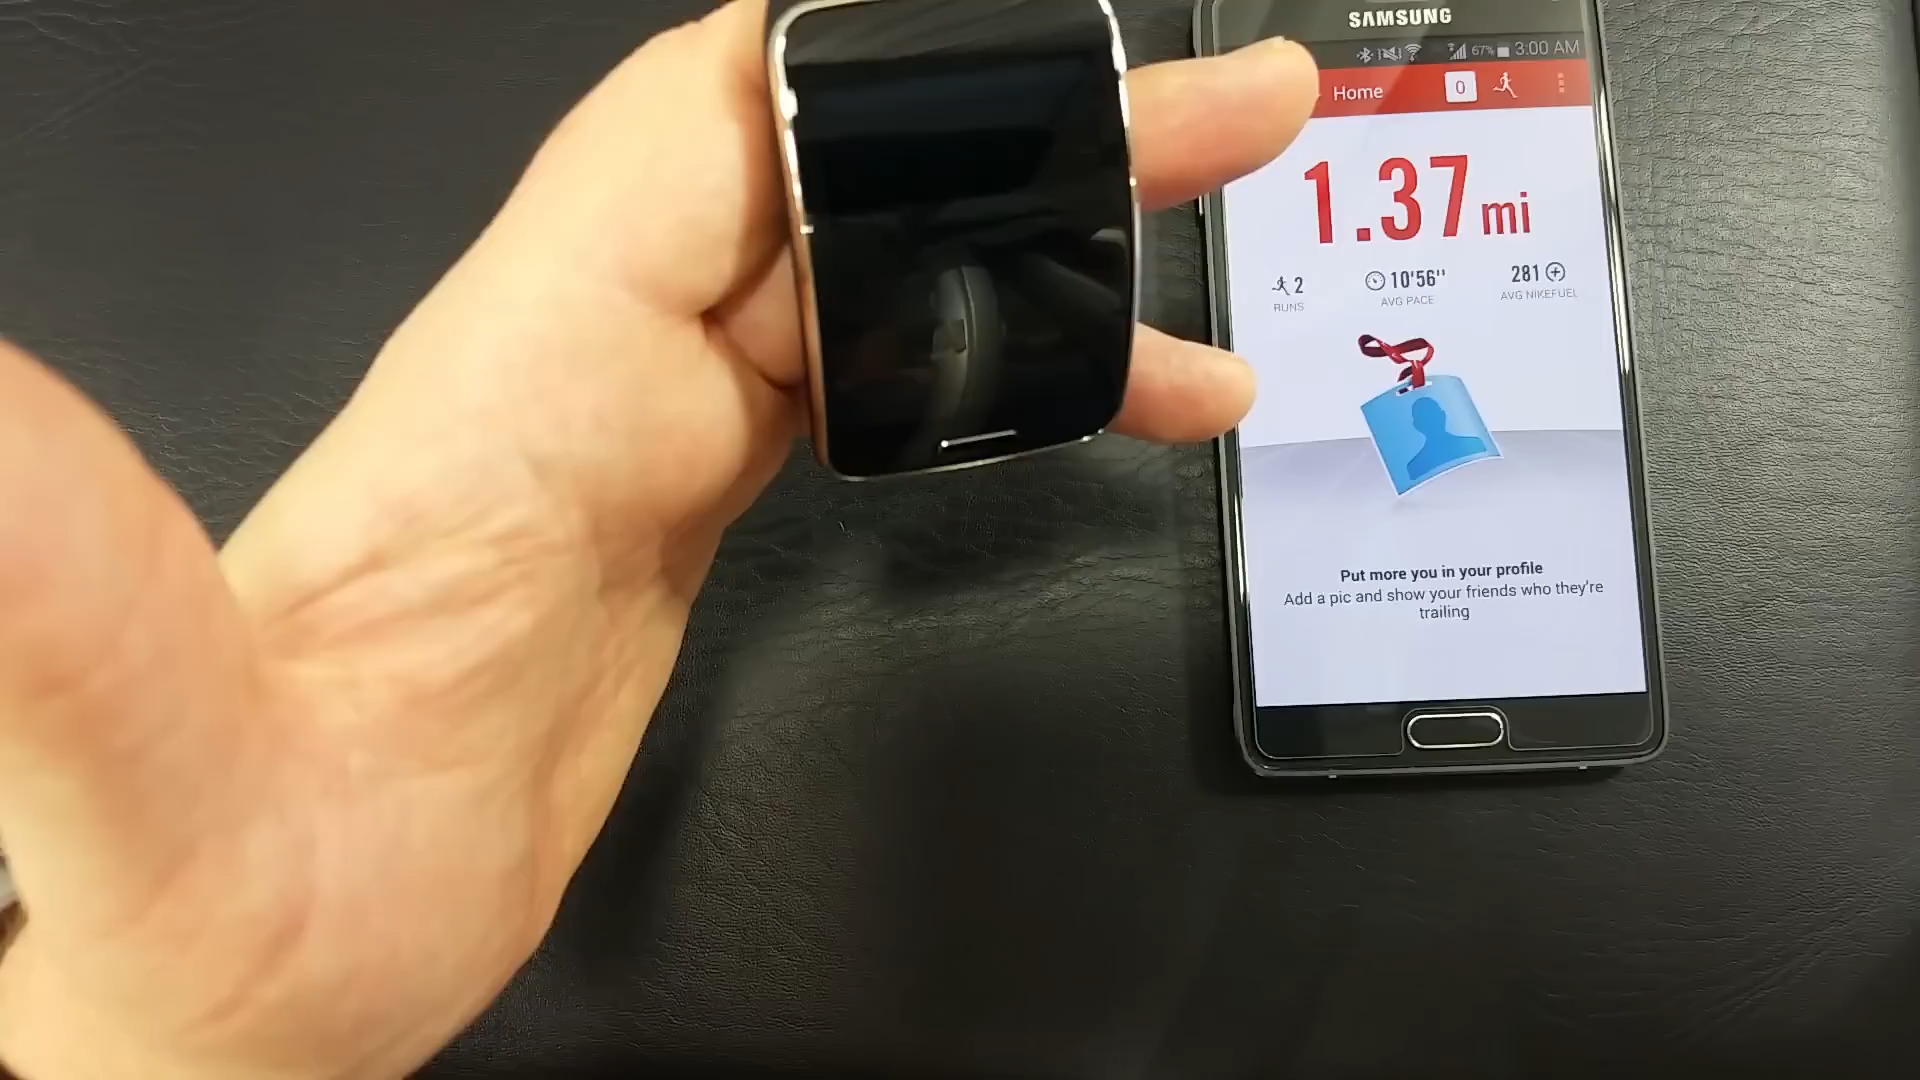 SAMSUNG
67% 3:00 AM
Home 0
1.37 mi
2 10'56" 281
RUNS AVG PACE AVG NIKEFUEL
Put more you in your profile
Add a pic and show your friends who they're
trailing